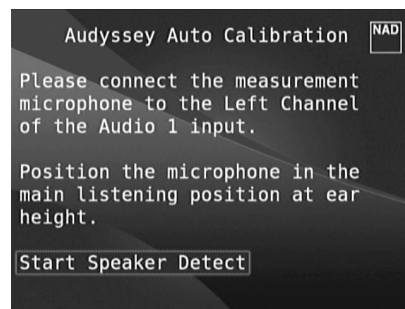 Audyssey Auto Calibration
NAD
Please connect the measurement
microphone to the Left Channel
of the Audio 1 input.
Position the microphone in the
main listening position at ear
height.
Start Speaker Detect